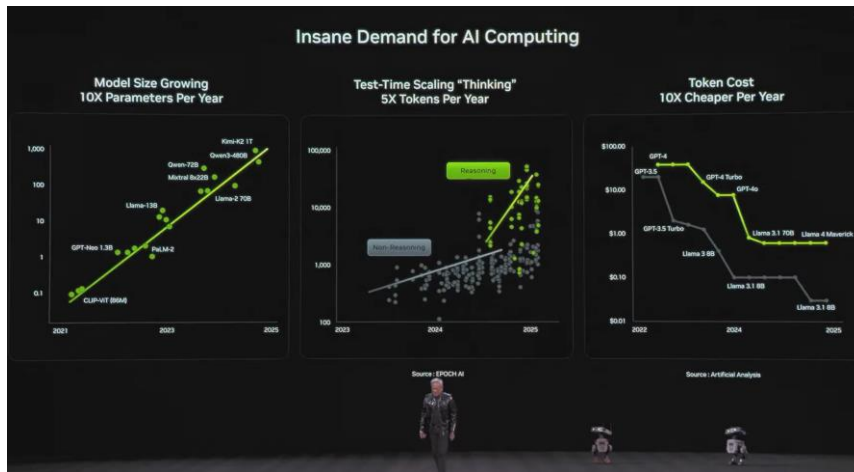 Insane Demand for AI Computing
Model Size Growing
10X Parameters Per Year
1,000
100
10
1
0.1
2021
2023
2025
Kimi-K2 1T
Qwen3-480B
Qwen-72B
Mixtral 8x22B
Llama-2 70B
Llama-13B
GPT-Neo 1.3B
PaLM-2
CLIP-ViT (86M)
Test-Time Scaling "Thinking"
5X Tokens Per Year
100,000
10,000
1,000
100
2023
2024
2025
Reasoning
Non-Reasoning
Source : EPOCH AI
Token Cost
10X Cheaper Per Year
$100.00
$10.00
$1.00
$0.10
$0.01
2022
2024
2025
GPT-4
GPT-3.5
GPT-4 Turbo
GPT-4o
GPT-3.5 Turbo
Llama 3.1 70B
Llama 4 Maverick
Llama 3 8B
Llama 3.1 8B
Llama 3.1 8B
Source : Artificial Analysis